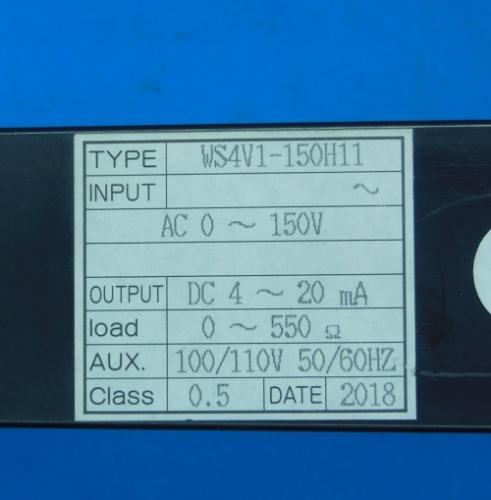 TYPE WS4V1-150H11
INPUT ~
AC 0 ~ 150V
OUTPUT DC 4 ~ 20 mA
load 0 ~ 550 Ω
AUX. 100/110V 50/60HZ
Class 0.5 DATE 2018